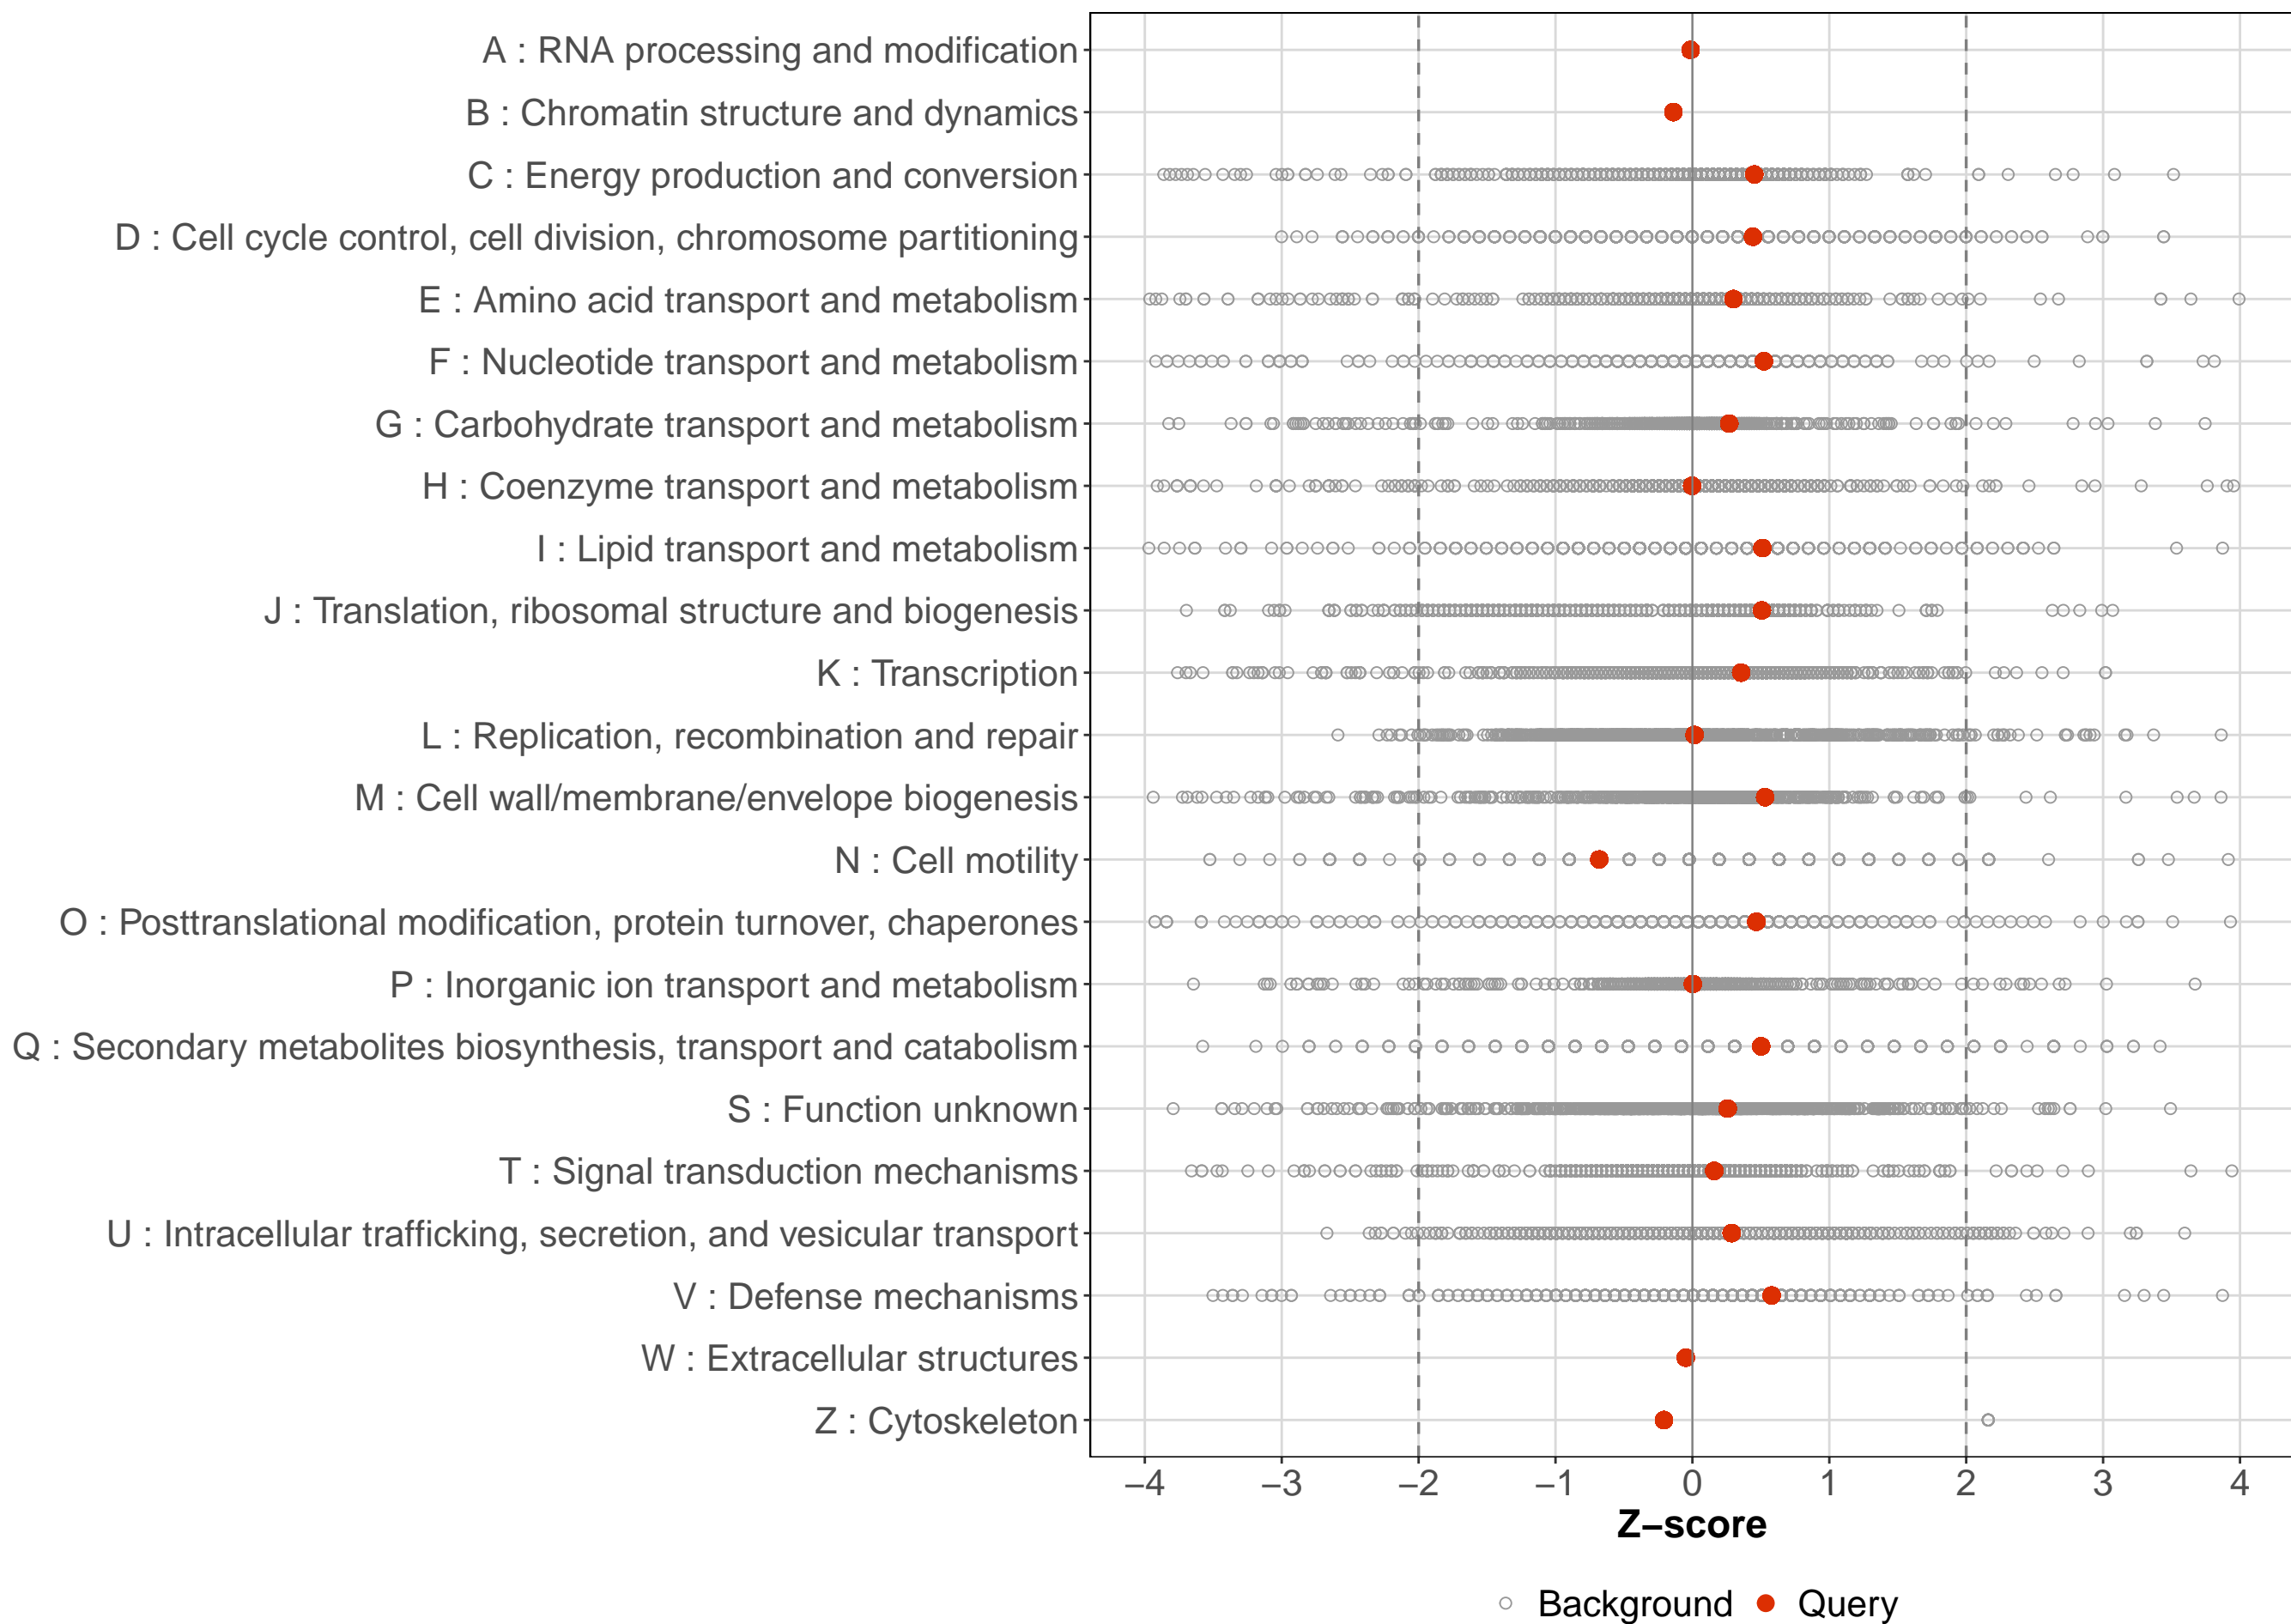 A : RNA processing and modification
B : Chromatin structure and dynamics
C : Energy production and conversion
D : Cell cycle control, cell division, chromosome partitioning
E : Amino acid transport and metabolism
F : Nucleotide transport and metabolism
G : Carbohydrate transport and metabolism
H : Coenzyme transport and metabolism
I : Lipid transport and metabolism
J : Translation, ribosomal structure and biogenesis
K : Transcription
L : Replication, recombination and repair
M : Cell wall/membrane/envelope biogenesis
N : Cell motility
O : Posttranslational modification, protein turnover, chaperones
P : Inorganic ion transport and metabolism
Q : Secondary metabolites biosynthesis, transport and catabolism
S : Function unknown
T : Signal transduction mechanisms
U : Intracellular trafficking, secretion, and vesicular transport
V : Defense mechanisms
W : Extracellular structures
Z : Cytoskeleton
−4 −3 −2 −1 0 1 2 3 4
Z−score
Background Query